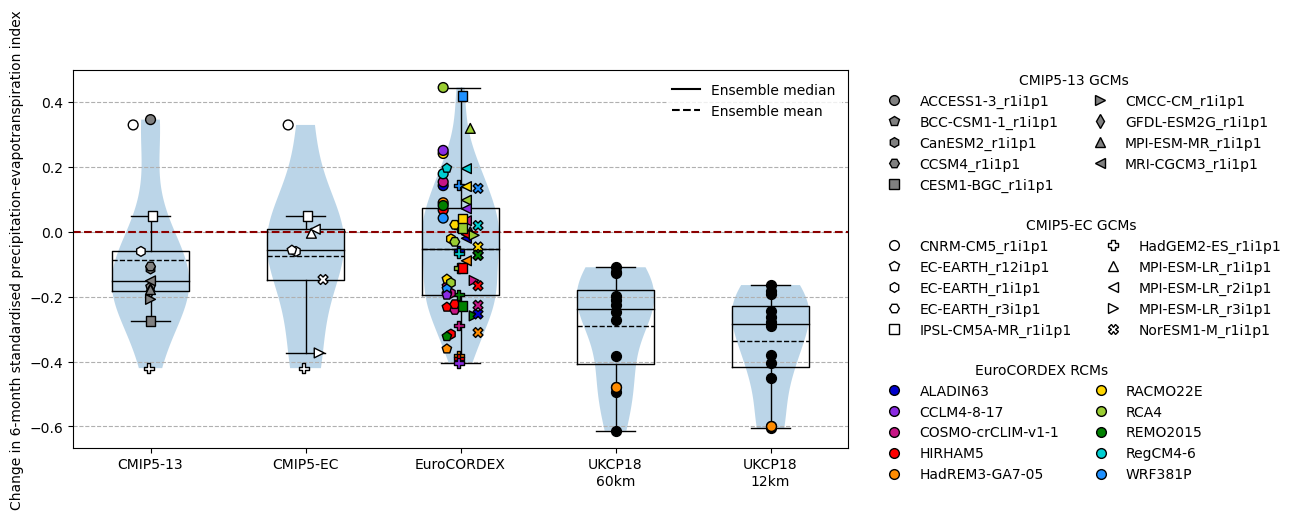 Change in 6-month standardised precipitation-evapotranspiration index
0.4
0.2
0.0
−0.2
−0.4
−0.6
CMIP5-13
CMIP5-EC
EuroCORDEX
UKCP18
60km
UKCP18
12km
Ensemble median
Ensemble mean
CMIP5-13 GCMs
ACCESS1-3_r1i1p1
BCC-CSM1-1_r1i1p1
CanESM2_r1i1p1
CCSM4_r1i1p1
CESM1-BGC_r1i1p1
CMCC-CM_r1i1p1
GFDL-ESM2G_r1i1p1
MPI-ESM-MR_r1i1p1
MRI-CGCM3_r1i1p1
CMIP5-EC GCMs
CNRM-CM5_r1i1p1
EC-EARTH_r12i1p1
EC-EARTH_r1i1p1
EC-EARTH_r3i1p1
IPSL-CM5A-MR_r1i1p1
HadGEM2-ES_r1i1p1
MPI-ESM-LR_r1i1p1
MPI-ESM-LR_r2i1p1
MPI-ESM-LR_r3i1p1
NorESM1-M_r1i1p1
EuroCORDEX RCMs
ALADIN63
CCLM4-8-17
COSMO-crCLIM-v1-1
HIRHAM5
HadREM3-GA7-05
RACMO22E
RCA4
REMO2015
RegCM4-6
WRF381P